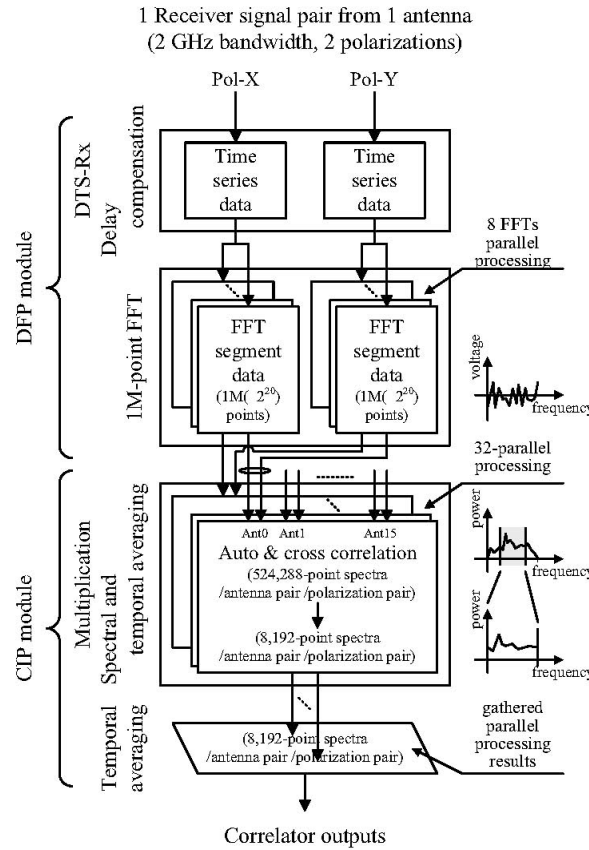 1 Receiver signal pair from 1 antenna
(2 GHz bandwidth, 2 polarizations)
Pol-X
Pol-Y
DFP module
DTS-Rx
Delay
compensation
Time
series
data
Time
series
data
8 FFTs
parallel
processing
1M-point FFT
FFT
segment
data
(1M( 2^20)
points)
FFT
segment
data
(1M( 2^20)
points)
voltage
frequency
32-parallel
processing
CIP module
Multiplication
Spectral and
temporal averaging
Ant0
Ant1
Ant15
Auto & cross correlation
(524,288-point spectra
/antenna pair /polarization pair)
(8,192-point spectra
/antenna pair /polarization pair)
power
frequency
power
frequency
Temporal
averaging
(8,192-point spectra
/antenna pair /polarization pair)
gathered
parallel
processing
results
Correlator outputs